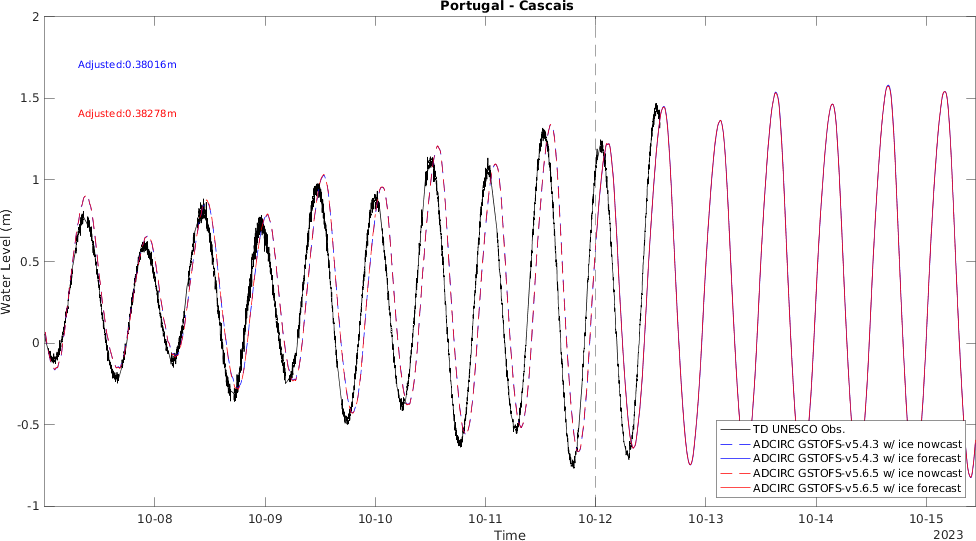 Portugal - Cascais
2
1.5
1
0.5
0
-0.5
-1
Water Level (m)
Adjusted:0.38016m
Adjusted:0.38278m
TD UNESCO Obs.
ADCIRC GSTOFS-v5.4.3 w/ ice nowcast
ADCIRC GSTOFS-v5.4.3 w/ ice forecast
ADCIRC GSTOFS-v5.6.5 w/ ice nowcast
ADCIRC GSTOFS-v5.6.5 w/ ice forecast
10-08 10-09 10-10 10-11 10-12 10-13 10-14 10-15
Time
2023